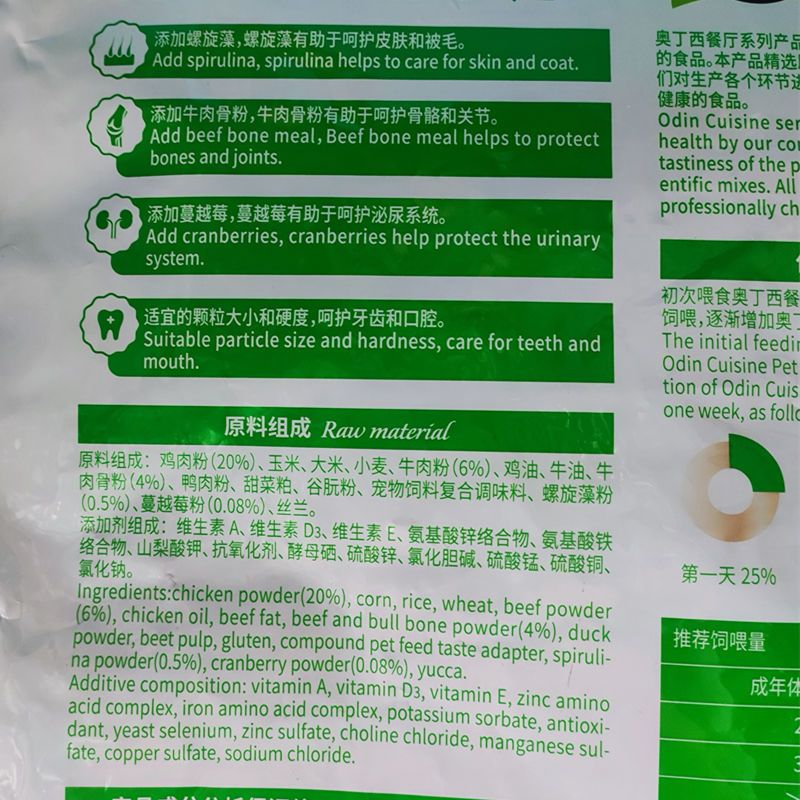 添加螺旋藻，螺旋藻有助于呵护皮肤和被毛。
Add spirulina, spirulina helps to care for skin and coat.
添加牛肉骨粉，牛肉骨粉有助于呵护骨骼和关节。
Add beef bone meal, Beef bone meal helps to protect
bones and joints.
添加蔓越莓，蔓越莓有助于呵护泌尿系统。
Add cranberries, cranberries help protect the urinary
system.
适宜的颗粒大小和硬度，呵护牙齿和口腔。
Suitable particle size and hardness, care for teeth and
mouth.
原料组成 Raw material
原料组成：鸡肉粉（20%）、玉米、大米、小麦、牛肉粉（6%）、鸡油、牛油、牛
肉骨粉（4%）、鸭肉粉、甜菜粕、谷朊粉、宠物饲料复合调味料、螺旋藻粉
（0.5%）、蔓越莓粉（0.08%）、丝兰。
添加剂组成：维生素 A、维生素 D3、维生素 E、氨基酸锌络合物、氨基酸铁
络合物、山梨酸钾、抗氧化剂、酵母硒、硫酸锌、氯化胆碱、硫酸锰、硫酸铜、
氯化钠。
Ingredients:chicken powder(20%), corn, rice, wheat, beef powder
(6%), chicken oil, beef fat, beef and bull bone powder(4%), duck
powder, beet pulp, gluten, compound pet feed taste adapter, spiruli-
na powder(0.5%), cranberry powder(0.08%), yucca.
Additive composition: vitamin A, vitamin D3, vitamin E, zinc amino
acid complex, iron amino acid complex, potassium sorbate, antioxi-
dant, yeast selenium, zinc sulfate, choline chloride, manganese sul-
fate, copper sulfate, sodium chloride.
奥丁西餐厅系列产品
的食品。本产品精选
们对生产各个环节
健康的食品。
Odin Cuisine ser
health by our cou
tastiness of the p
entific mixes. All
professionally ch
初次喂食奥丁西餐
饲喂，逐渐增加奥丁
The initial feedin
Odin Cuisine Pet
tion of Odin Cuis
one week, as follo
第一天 25%
推荐饲喂量
成年体
2
3